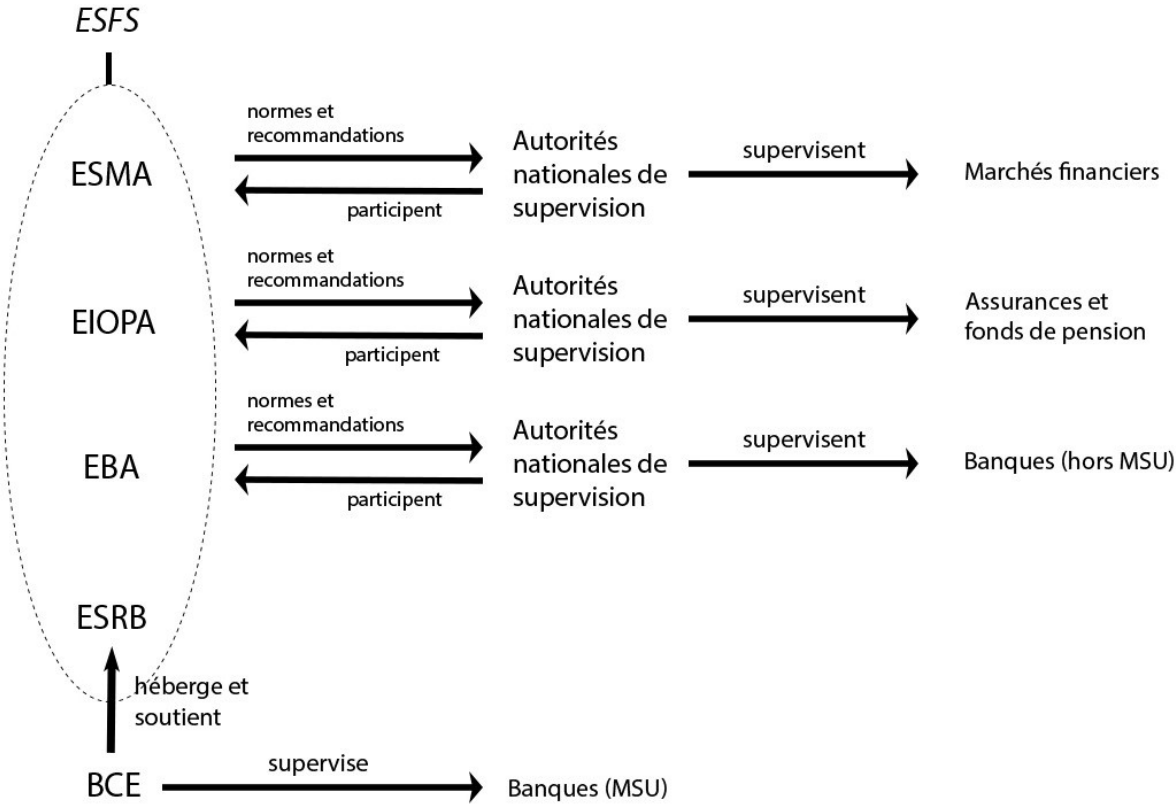 ESFS
normes et
recommandations
ESMA
participent
Autorités
nationales de
supervision
supervisent
Marchés financiers
normes et
recommandations
EIOPA
participent
Autorités
nationales de
supervision
supervisent
Assurances et
fonds de pension
normes et
recommandations
EBA
participent
Autorités
nationales de
supervision
supervisent
Banques (hors MSU)
ESRB
héberge et
soutient
BCE
supervise
Banques (MSU)